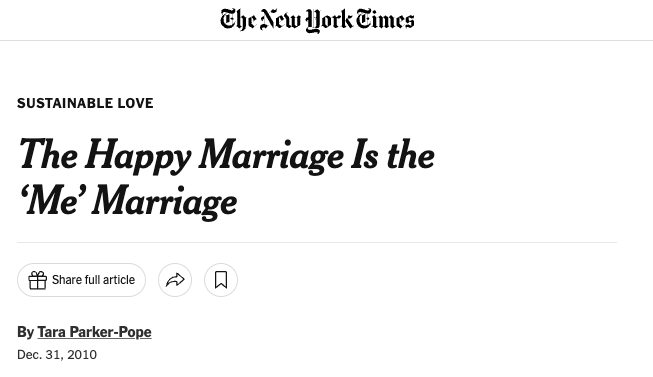 The New York Times
SUSTAINABLE LOVE
The Happy Marriage Is the
‘Me’ Marriage
Share full article
By Tara Parker-Pope
Dec. 31, 2010